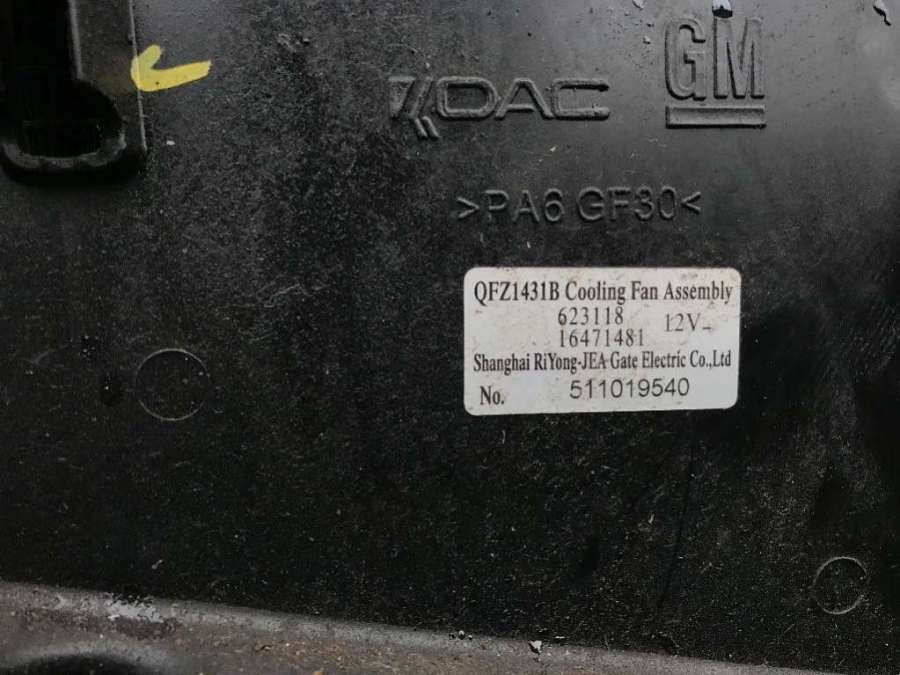 KDAC GM
>PA6 GF30<
QFZ1431B Cooling Fan Assembly
623118
16471481 12V⎓
Shanghai RiYong-JEA Gate Electric Co.,Ltd
No. 511019540